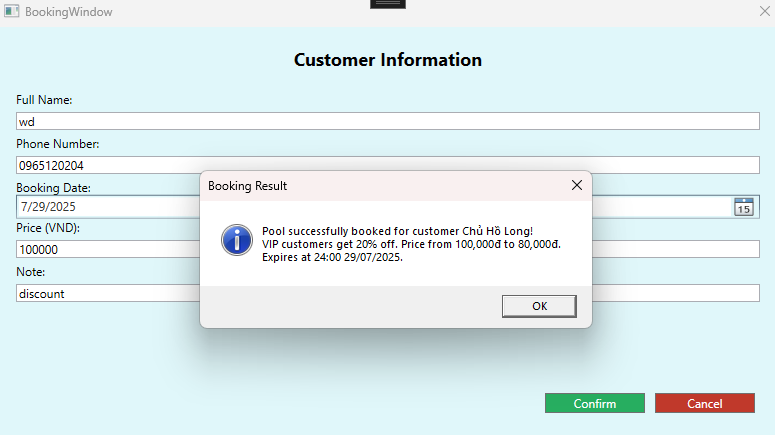 BookingWindow
Customer Information
Full Name:
wd
Phone Number:
0965120204
Booking Date:
7/29/2025
15
Price (VND):
100000
Note:
discount
Booking Result
Pool successfully booked for customer Chủ Hồ Long!
VIP customers get 20% off. Price from 100,000đ to 80,000đ.
Expires at 24:00 29/07/2025.
OK
Confirm
Cancel